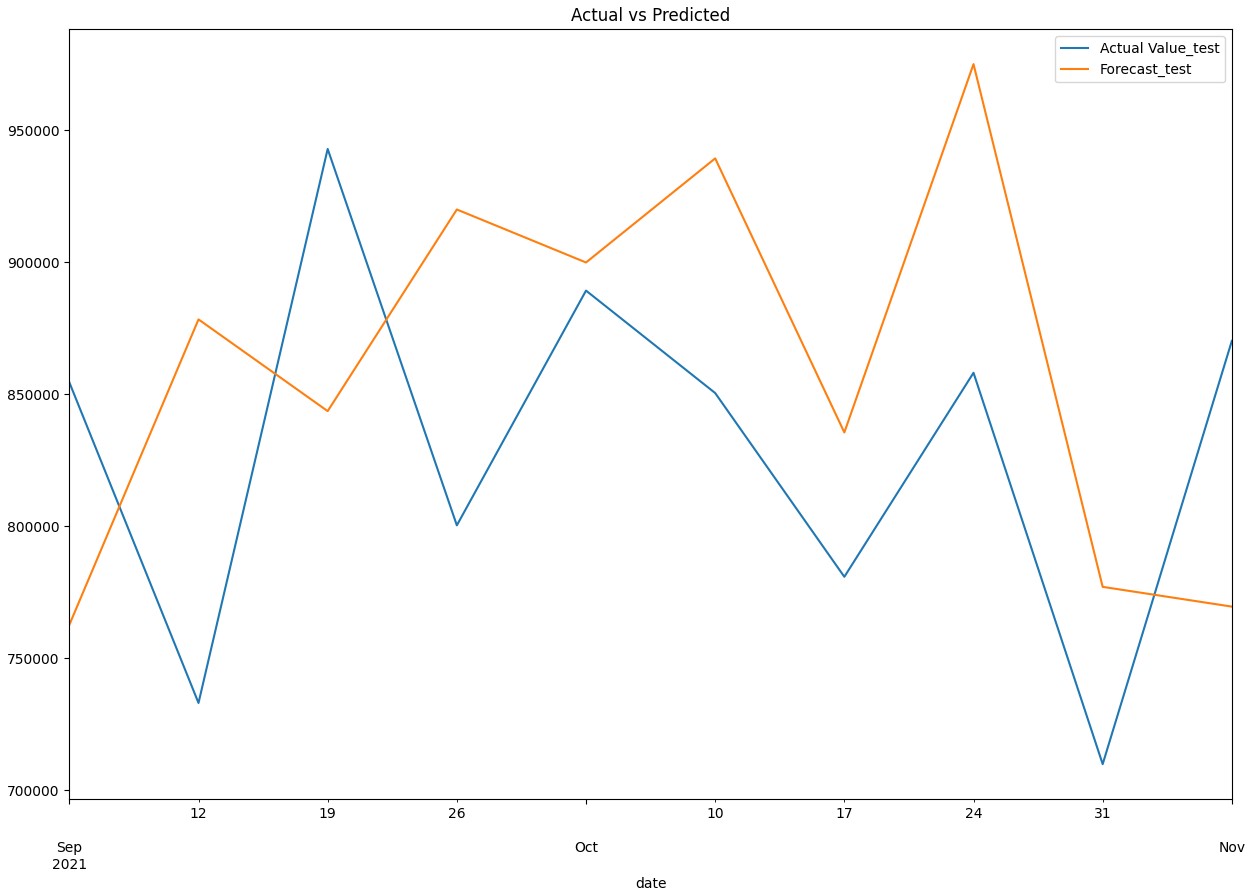 Actual vs Predicted
Actual Value_test
Forecast_test
950000
900000
850000
800000
750000
700000
12 19 26 10 17 24 31
Sep Oct Nov
2021
date